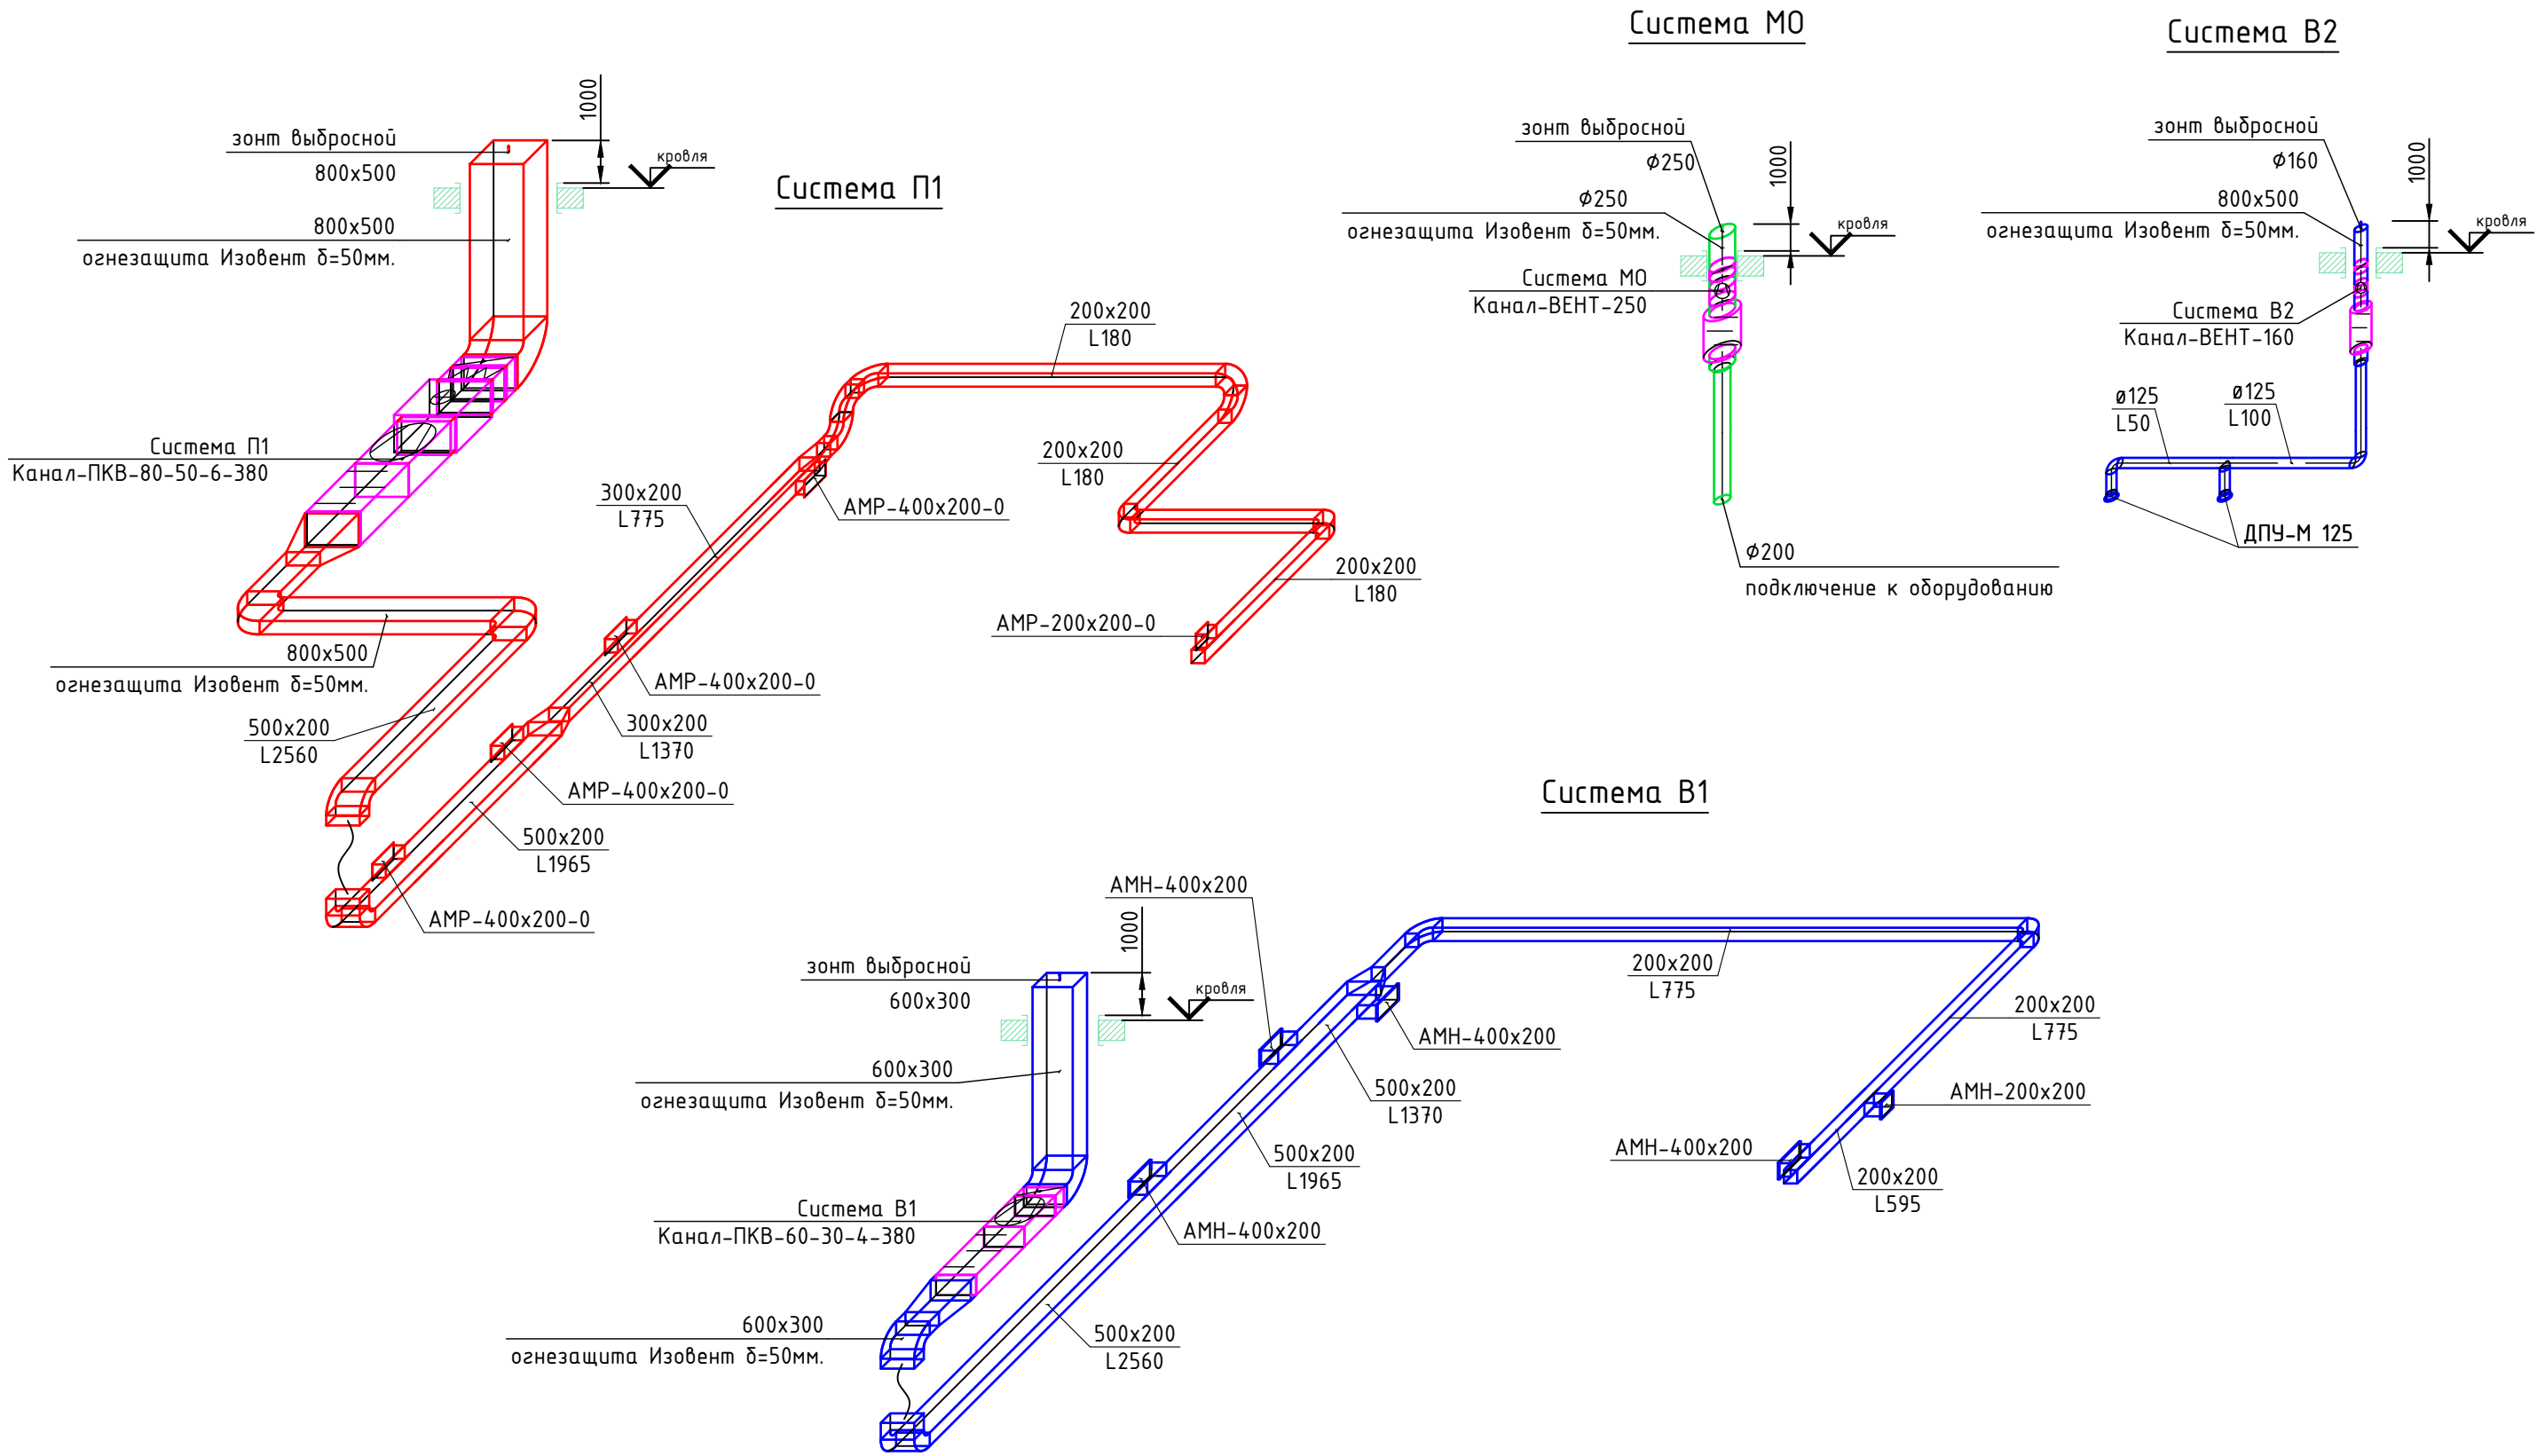 Система П1
1000
кровля
зонт выбросной
800х500
800х500
огнезащита Изовент δ=50мм.
Система П1
Канал-ПКВ-80-50-6-380
800х500
огнезащита Изовент δ=50мм.
500х200
L2560
500х200
L1965
АМР-400х200-0
АМР-400х200-0
300х200
L1370
АМР-400х200-0
300х200
L775
АМР-400х200-0
200х200
L180
200х200
L180
200х200
L180
АМР-200х200-0
Система МО
зонт выбросной
ϕ250
1000
кровля
ϕ250
огнезащита Изовент δ=50мм.
Система МО
Канал-ВЕНТ-250
ϕ200
подключение к оборудованию
Система В2
зонт выбросной
ϕ160
1000
кровля
800х500
огнезащита Изовент δ=50мм.
Система В2
Канал-ВЕНТ-160
ø125
L50
ø125
L100
ДПУ-М 125
Система В1
АМН-400х200
1000
кровля
зонт выбросной
600х300
600х300
огнезащита Изовент δ=50мм.
Система В1
Канал-ПКВ-60-30-4-380
600х300
огнезащита Изовент δ=50мм.
500х200
L2560
АМН-400х200
500х200
L1965
500х200
L1370
АМН-400х200
200х200
L775
200х200
L775
АМН-200х200
АМН-400х200
200х200
L595